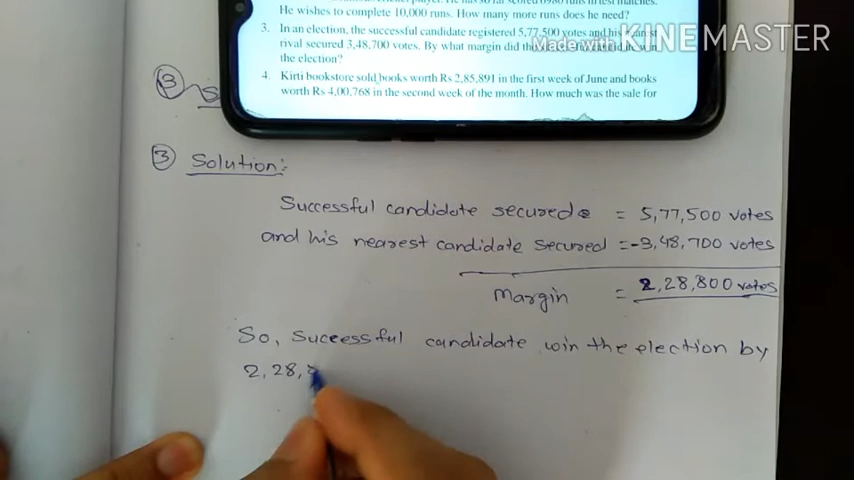 He wishes to complete 10,000 runs. How many more runs does he need?
3. In an election, the successful candidate registered 5,77,500 votes and his
rival secured 3,48,700 votes. By what margin did the
the election?
Made with KINEMASTER
4. Kirti bookstore sold books worth Rs 2,85,891 in the first week of June and books
worth Rs 4,00,768 in the second week of the month. How much was the sale for
3
3 Solution:
Successful candidate secured = 5,77,500 votes
and his nearest candidate secured = -3,48,700 votes
Margin = 2,28,800 votes
So, Successful candidate win the election by
2,28,